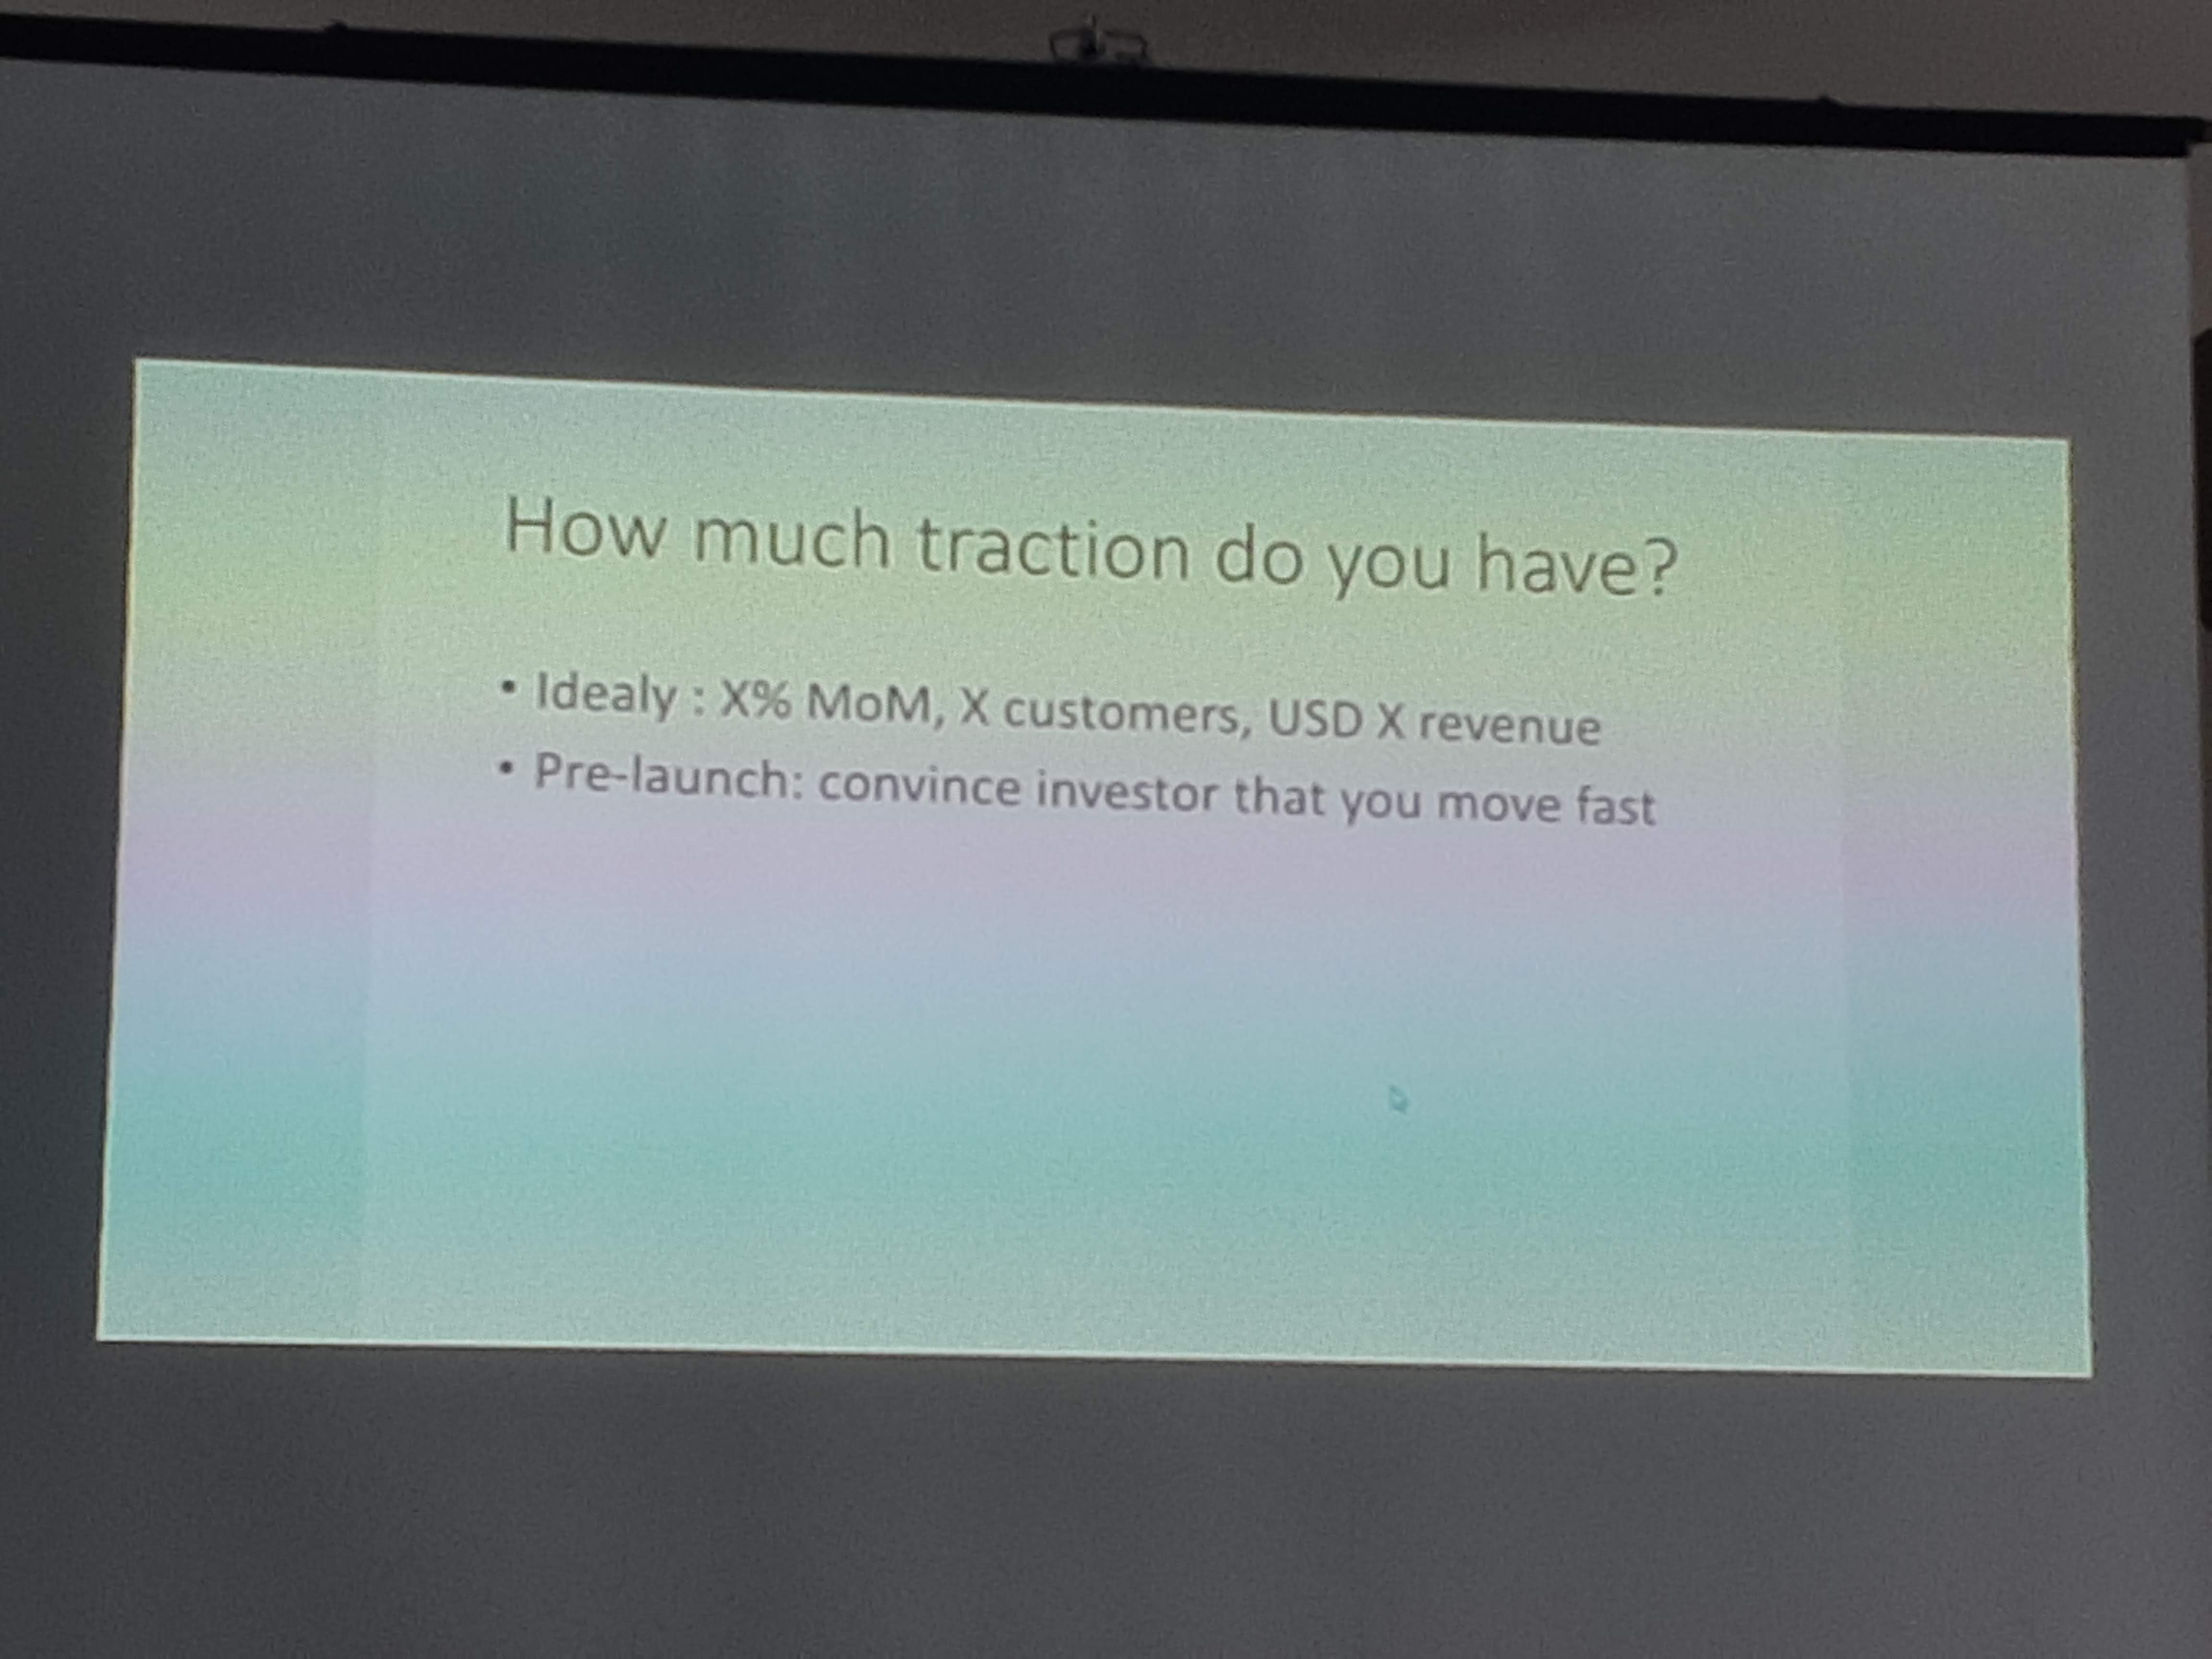 How much traction do you have?
• Idealy : X% MoM, X customers, USD X revenue
• Pre-launch: convince investor that you move fast